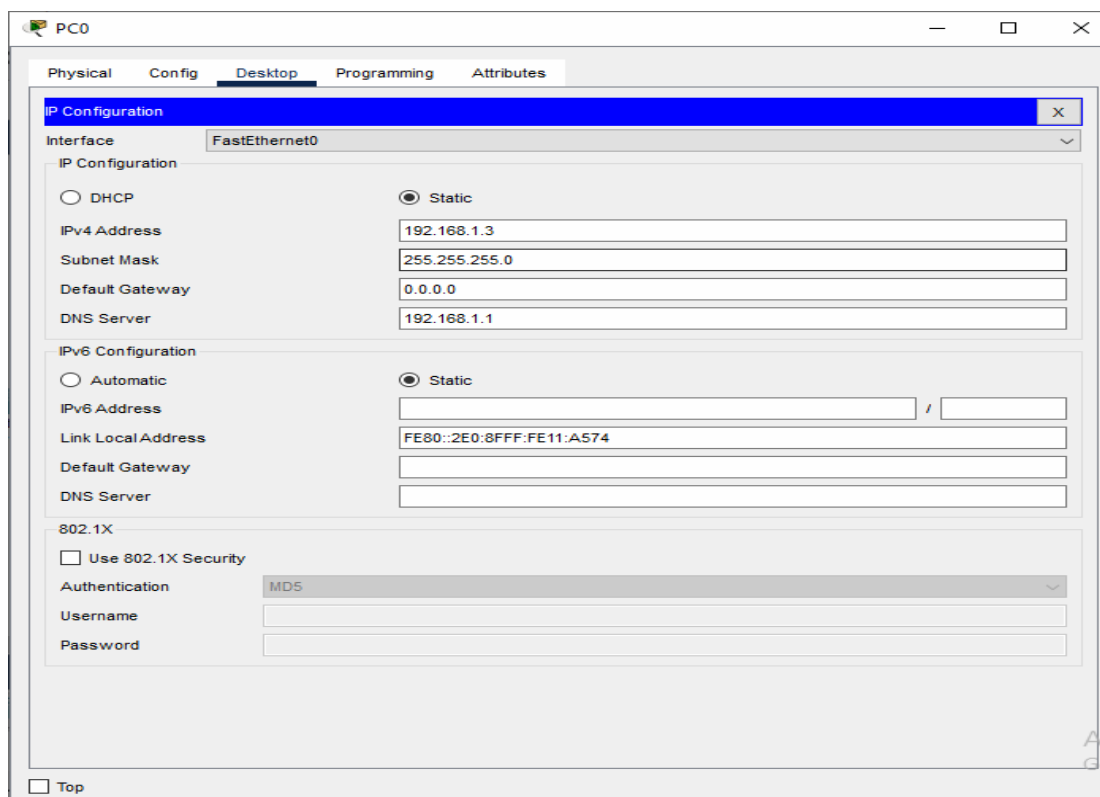 PC0
Physical Config Desktop Programming Attributes
IP Configuration X
Interface FastEthernet0
IP Configuration
DHCP Static
IPv4 Address 192.168.1.3
Subnet Mask 255.255.255.0
Default Gateway 0.0.0.0
DNS Server 192.168.1.1
IPv6 Configuration
Automatic Static
IPv6 Address /
Link Local Address FE80::2E0:8FFF:FE11:A574
Default Gateway
DNS Server
802.1X
Use 802.1X Security
Authentication MD5
Username
Password
A
G
Top